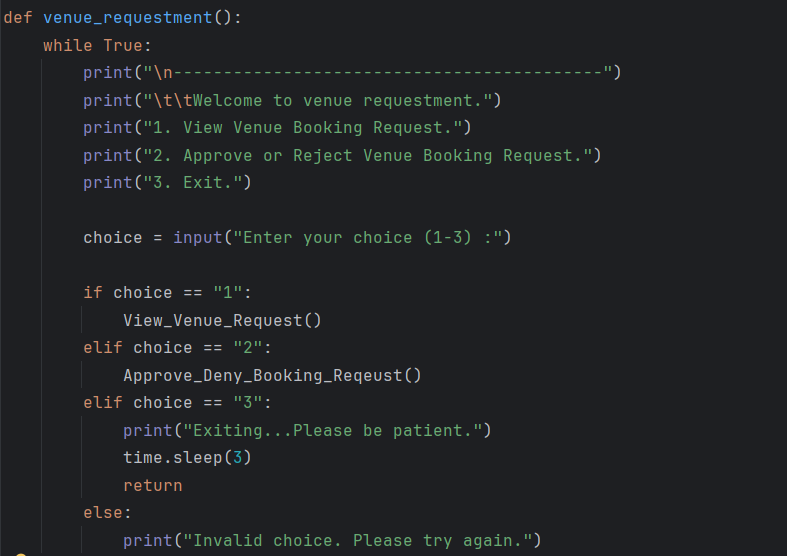 def venue_requestment():
while True:
print("\n-------------------------------------------")
print("\t\tWelcome to venue requestment.")
print("1. View Venue Booking Request.")
print("2. Approve or Reject Venue Booking Request.")
print("3. Exit.")
choice = input("Enter your choice (1-3) :")
if choice == "1":
View_Venue_Request()
elif choice == "2":
Approve_Deny_Booking_Reqeust()
elif choice == "3":
print("Exiting...Please be patient.")
time.sleep(3)
return
else:
print("Invalid choice. Please try again.")